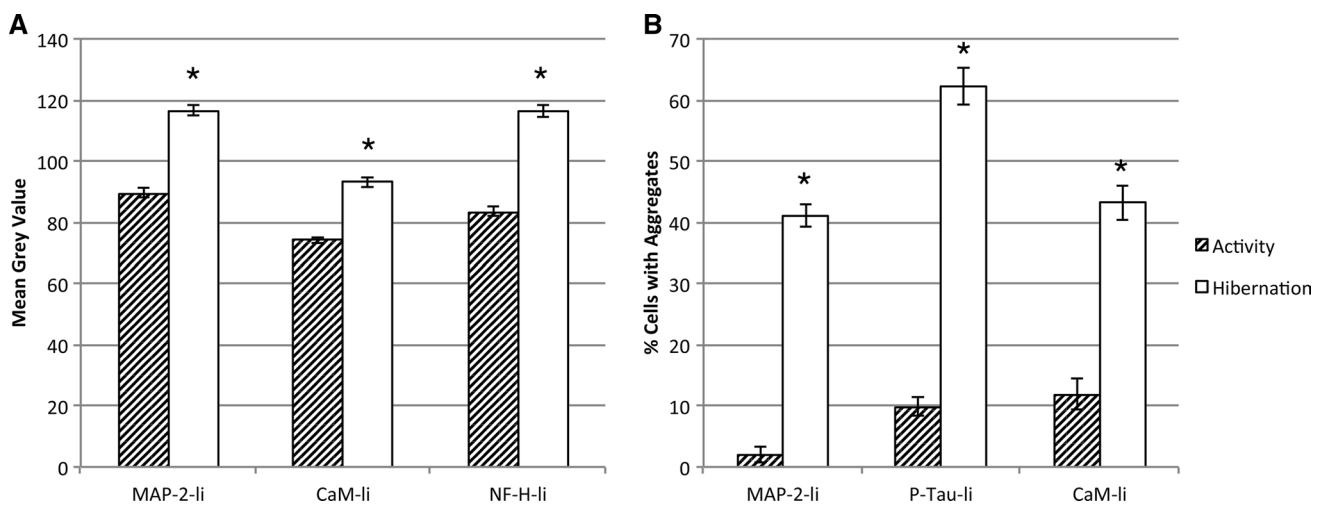 A
Mean Grey Value
140
120
100
80
60
40
20
0
*
*
*
MAP-2-li CaM-li NF-H-li
B
% Cells with Aggregates
70
60
50
40
30
20
10
0
*
*
*
MAP-2-li P-Tau-li CaM-li
Activity
Hibernation